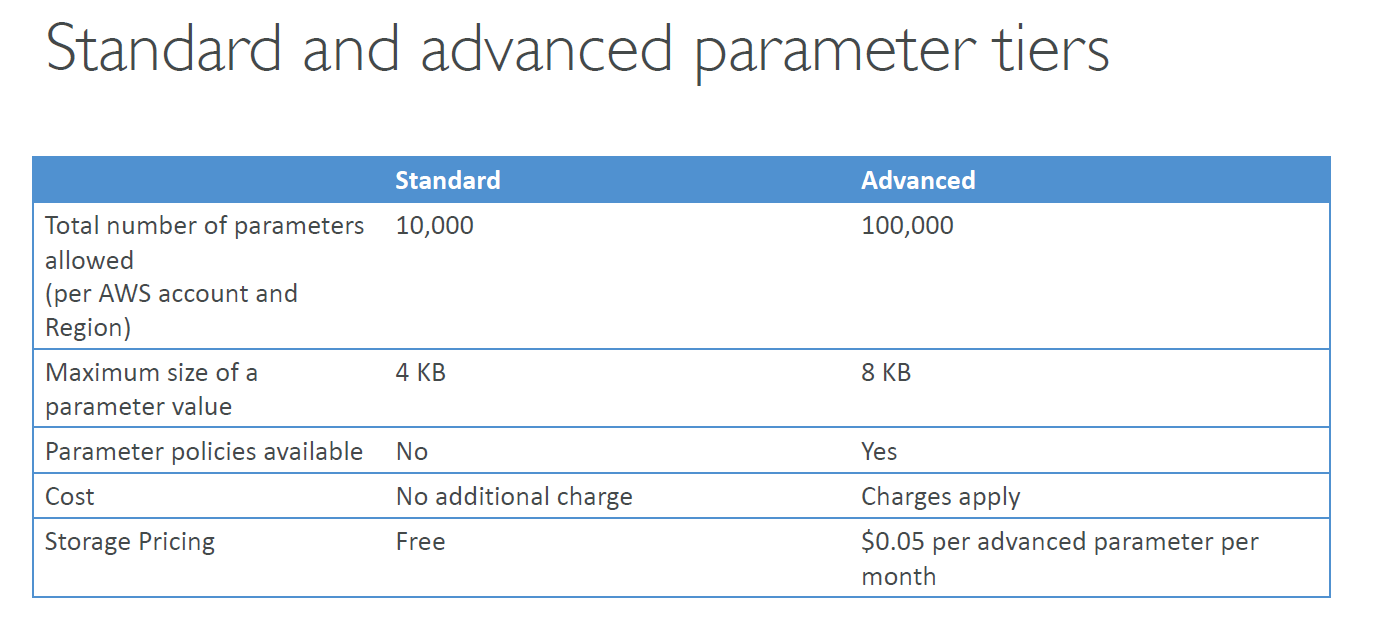 Standard and advanced parameter tiers
Standard Advanced
Total number of parameters 10,000 100,000
allowed
(per AWS account and
Region)
Maximum size of a 4 KB 8 KB
parameter value
Parameter policies available No Yes
Cost No additional charge Charges apply
Storage Pricing Free $0.05 per advanced parameter per
month